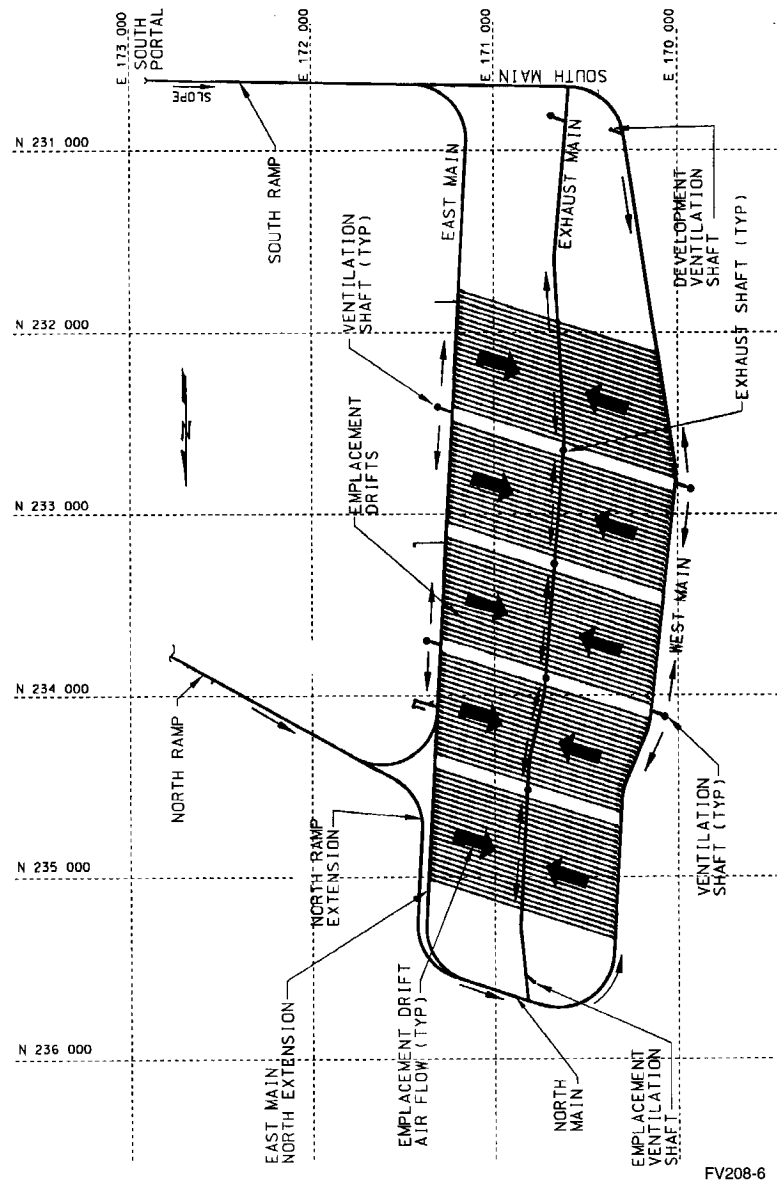 E 173 000
SOUTH
PORTAL
E 172 000
E 171 000
E 170 000
SLOPE
SOUTH MAIN
N 231 000
SOUTH RAMP
EAST MAIN
EXHAUST MAIN
DEVELOPMENT
VENTILATION
SHAFT
VENTILATION
SHAFT (TYP)
EXHAUST SHAFT (TYP)
N 232 000
N
EMPLACEMENT
DRIFTS
N 233 000
WEST MAIN
N 234 000
NORTH
RAMP
NORTH RAMP
EXTENSION
VENTILATION
SHAFT (TYP)
N 235 000
EAST MAIN
NORTH EXTENSION
EMPLACEMENT DRIFT
AIR FLOW (TYP)
NORTH
MAIN
EMPLACEMENT
VENTILATION
SHAFT
N 236 000
FV208-6